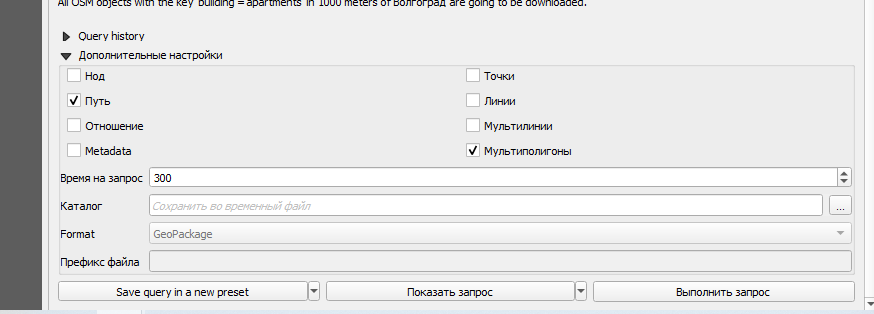 All OSM objects with the key 'building'='apartments' in 1000 meters of Волгоград are going to be downloaded.
Query history
Дополнительные настройки
Нод Точки
Путь Линии
Отношение Мультилинии
Metadata Мультиполигоны
Время на запрос 300
Каталог Сохранить во временный файл ...
Format GeoPackage
Префикс файла
Save query in a new preset Показать запрос Выполнить запрос